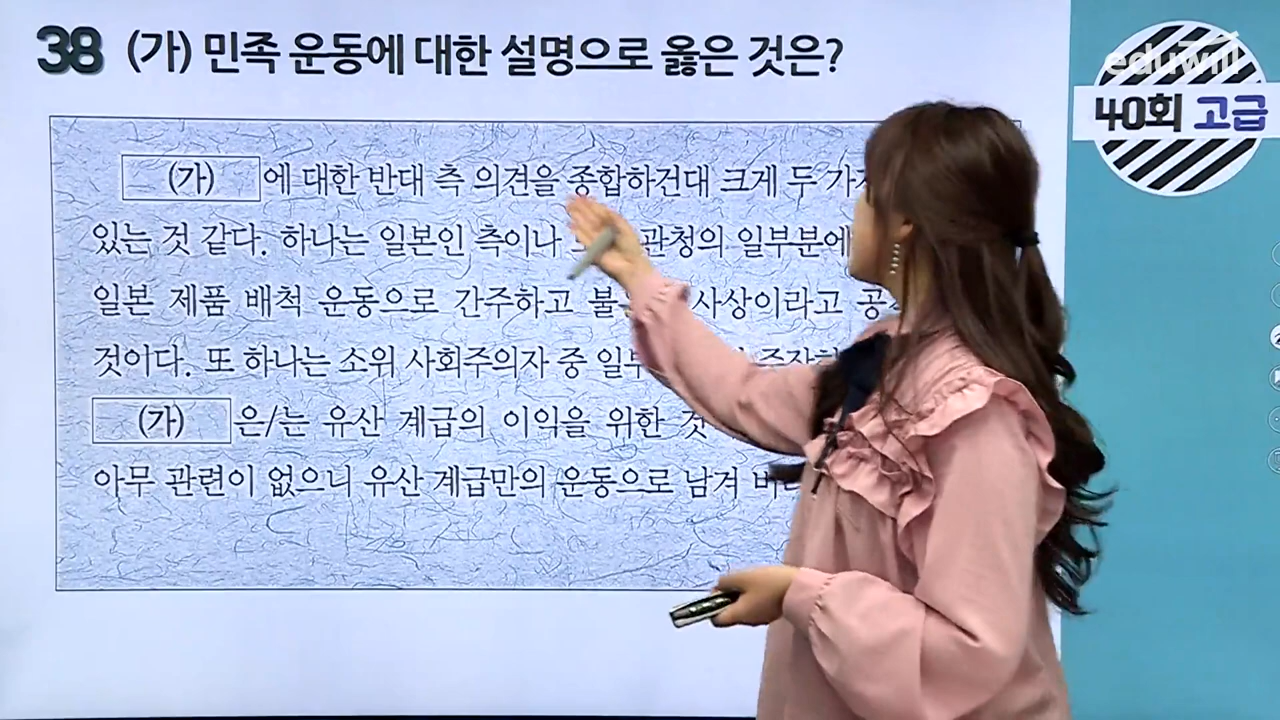 38 (가) 민족 운동에 대한 설명으로 옳은 것은?
eduwill
40회 고급
(가) 에 대한 반대 측 의견을 종합하건대 크게 두
있는 것 같다. 하나는 일본인 측이나 관청의 일부분에
일본 제품 배척 운동으로 간주하고 사상이라고
것이다. 또 하나는 소위 사회주의자 중
(가) 은/는 유산 계급의 이익을 위한 것
아무 관련이 없으니 유산 계급만의 운동으로 남겨